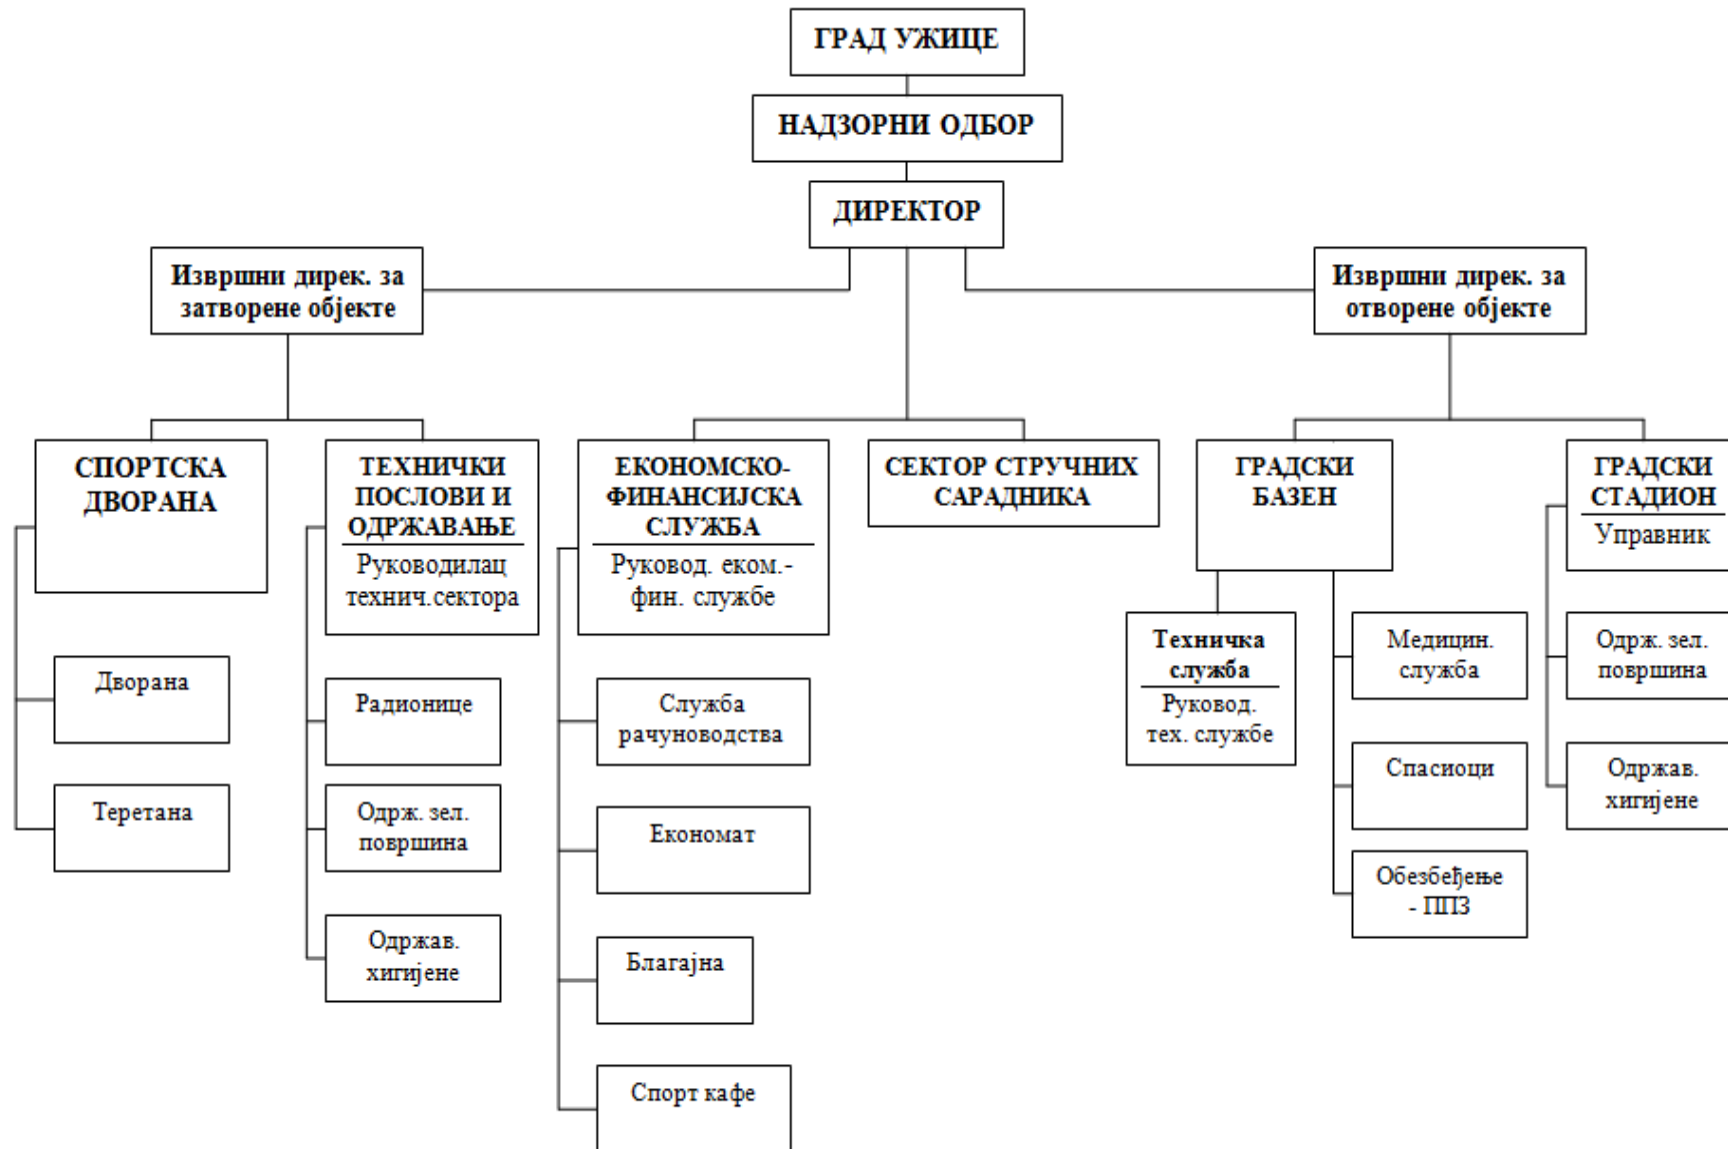 ГРАД УЖИЦЕ
НАДЗОРНИ ОДБОР
ДИРЕКТОР
Извршни дирек. за
затворене објекте
Извршни дирек. за
отворене објекте
СПОРТСКА
ДВОРАНА
ТЕХНИЧКИ
ПОСЛОВИ И
ОДРЖАВАЊЕ
Руководилац
технич.сектора
ЕКОНОМСКО-
ФИНАНСИЈСКА
СЛУЖБА
Руковод. еком.-
фин. службе
СЕКТОР СТРУЧНИХ
САРАДНИКА
ГРАДСКИ
БАЗЕН
ГРАДСКИ
СТАДИОН
Управник
Дворана
Теретана
Радионице
Одрж. зел.
површина
Одржав.
хигијене
Служба
рачуноводства
Економат
Благајна
Спорт кафе
Техничка
служба
Руковод.
тех. службе
Медицин.
служба
Спасиоци
Обезбеђење
- ППЗ
Одрж. зел.
површина
Одржав.
хигијене